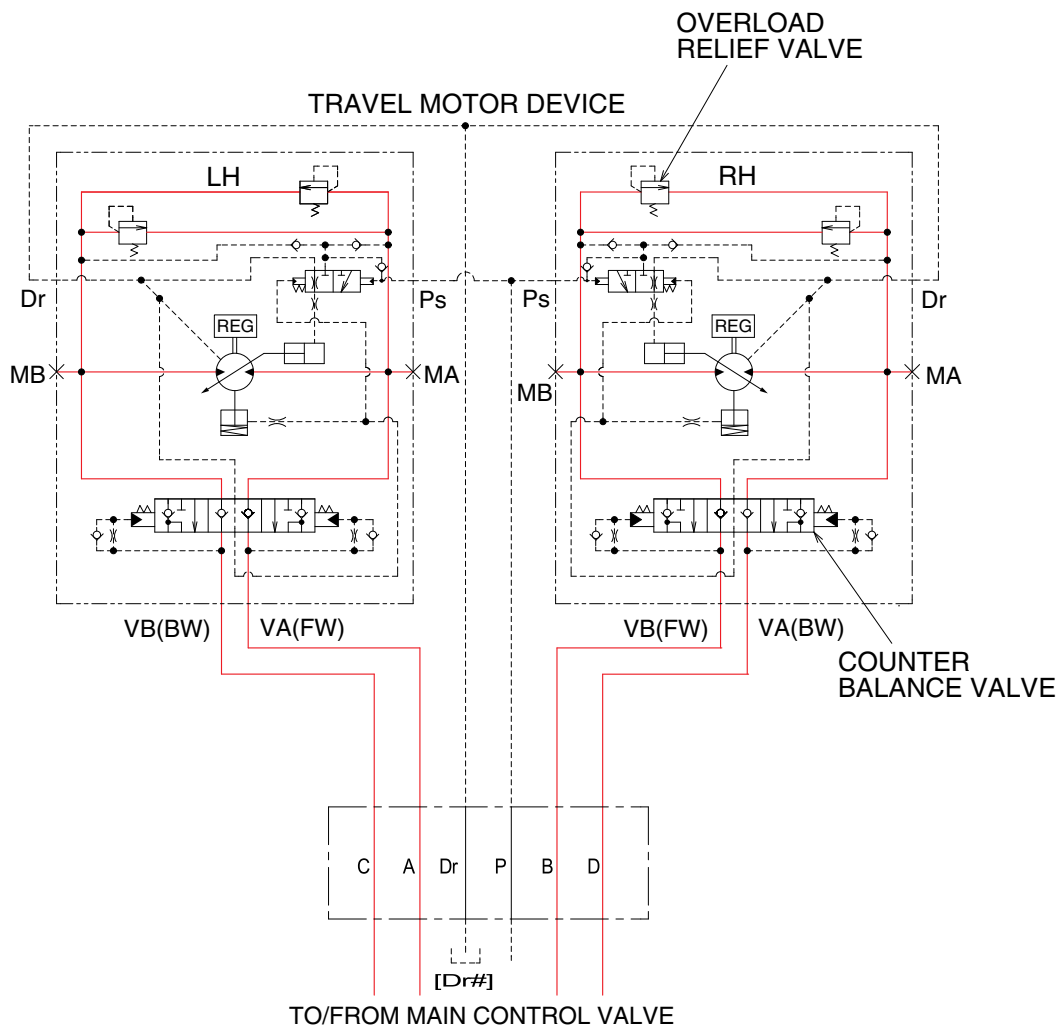 OVERLOAD
RELIEF VALVE
TRAVEL MOTOR DEVICE
LH
RH
Dr
Ps
Ps
Dr
REG
REG
MB
MA
MB
MA
VB(BW)
VA(FW)
VB(FW)
VA(BW)
COUNTER
BALANCE VALVE
C A Dr P B D
[Dr#]
TO/FROM MAIN CONTROL VALVE